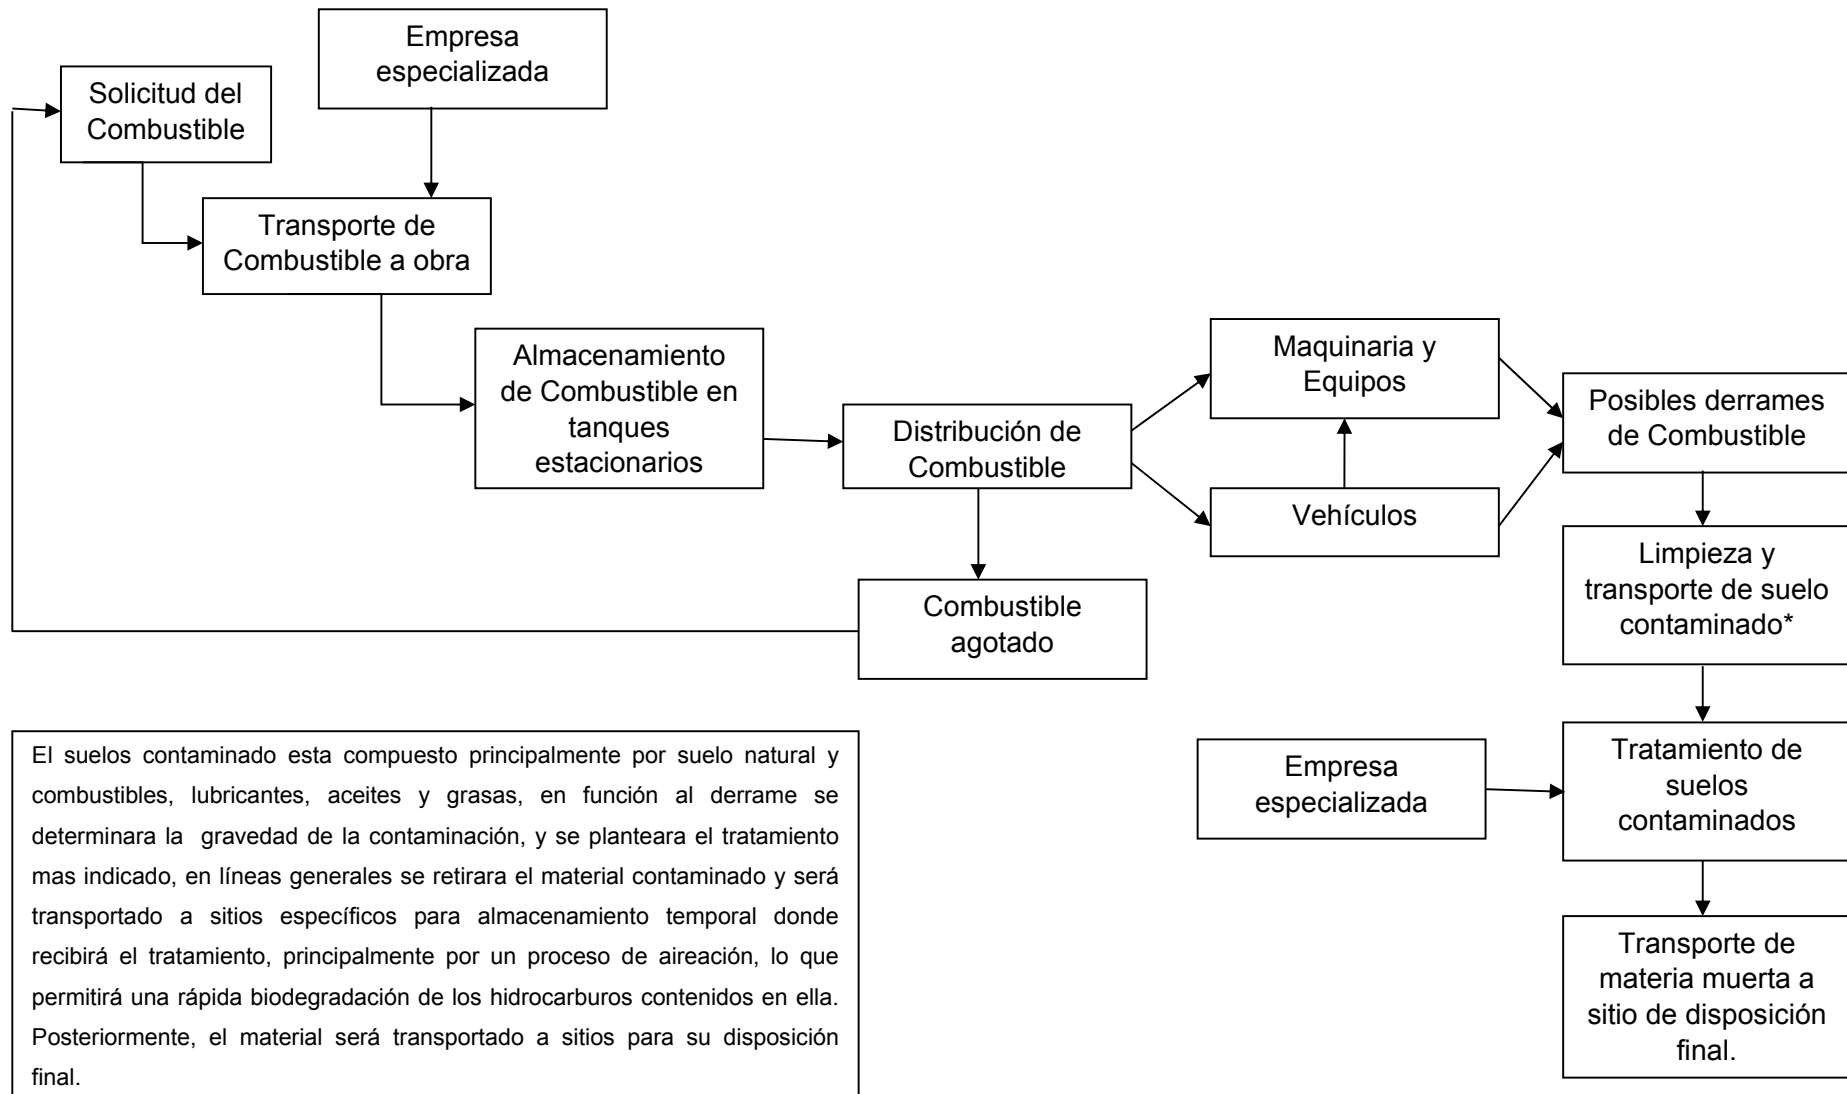 Empresa
especializada
Solicitud del
Combustible
Transporte de
Combustible a obra
Almacenamiento
de Combustible en
tanques
estacionarios
Distribución de
Combustible
Maquinaria y
Equipos
Vehículos
Posibles derrames
de Combustible
Combustible
agotado
Limpieza y
transporte de suelo
contaminado*
Empresa
especializada
Tratamiento de
suelos
contaminados
Transporte de
materia muerta a
sitio de disposición
final.
El suelos contaminado esta compuesto principalmente por suelo natural y
combustibles, lubricantes, aceites y grasas, en función al derrame se
determinara la gravedad de la contaminación, y se planteara el tratamiento
mas indicado, en líneas generales se retirara el material contaminado y será
transportado a sitios específicos para almacenamiento temporal donde
recibirá el tratamiento, principalmente por un proceso de aireación, lo que
permitirá una rápida biodegradación de los hidrocarburos contenidos en ella.
Posteriormente, el material será transportado a sitios para su disposición
final.